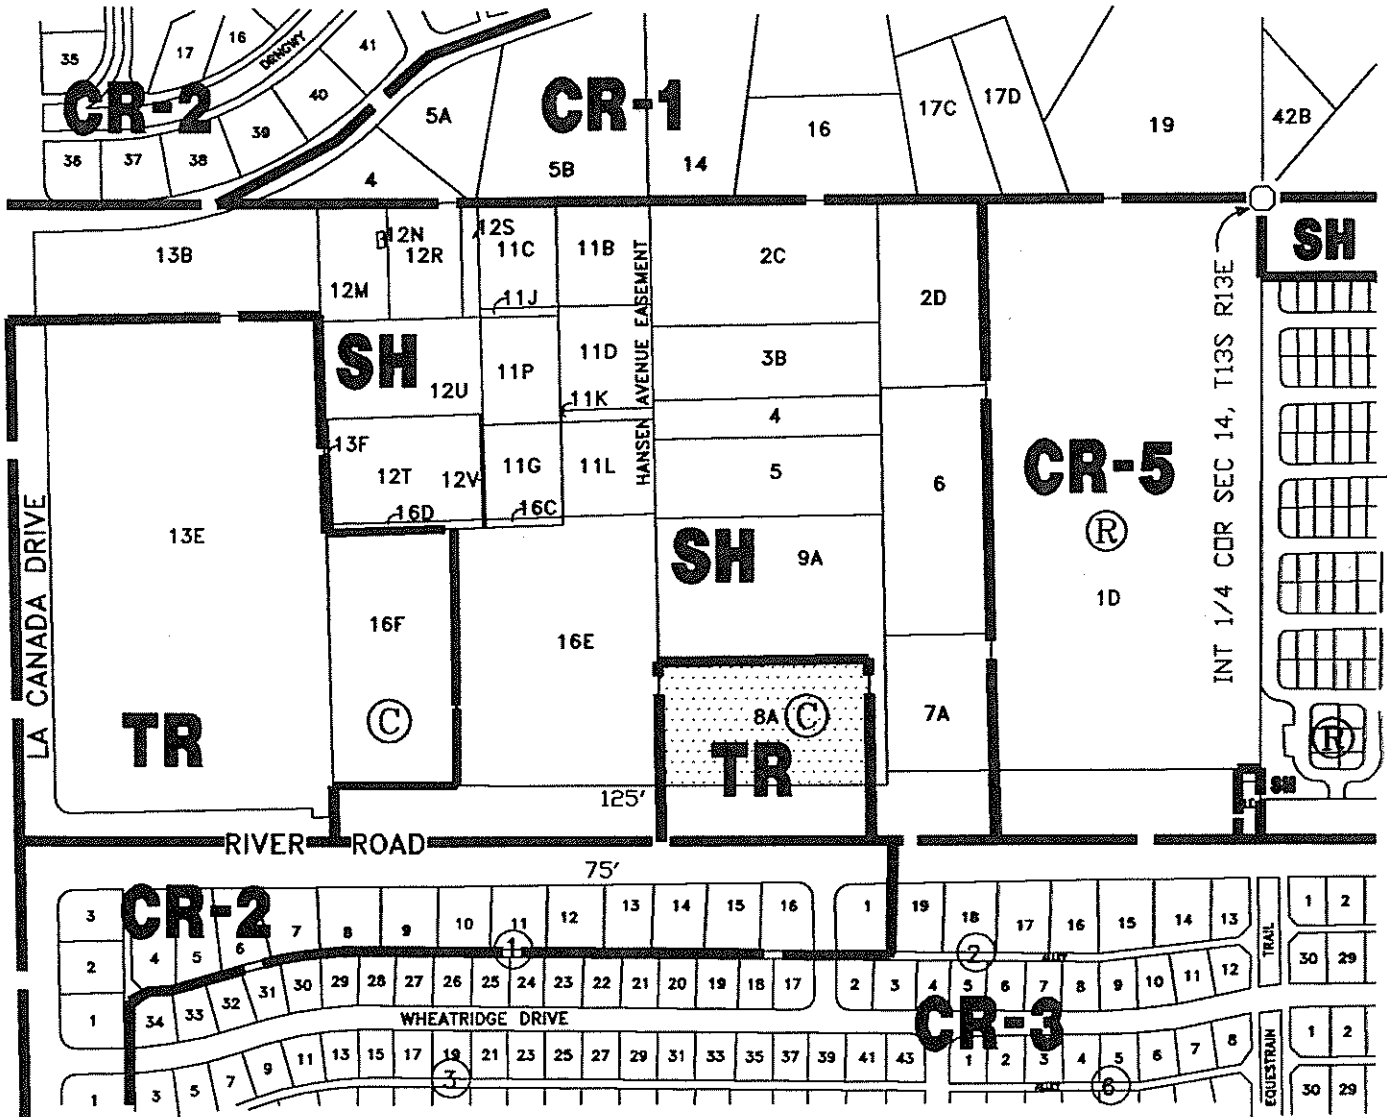 35
17
16
DRNGWY
41
40
39
38
37
36
CR-2
5A
4
CR-1
5B
14
16
17C
17D
19
42B
13B
12N
12R
12M
12S
11C
11B
11J
2C
2D
SH
SH
12U
11P
11D
11K
3B
4
5
6
13F
12T
12V
11G
11L
16D
16C
HANSEN AVENUE EASEMENT
CR-5
R
1D
INT 1/4 COR SEC 14, T13S R13E
LA CANADA DRIVE
13E
TR
16F
C
16E
SH
9A
8A
C
TR
7A
R
SH
125'
RIVER ROAD
75'
CR-2
3
2
1
4
5
6
7
8
9
10
11
12
13
14
15
16
1
19
18
17
16
15
14
13
1
2
1
2
ALLEY
TRAIL
34
33
32
31
30
29
28
27
26
25
24
23
22
21
20
19
18
17
2
3
4
5
6
7
8
9
10
11
12
30
29
WHEATRIDGE DRIVE
CR-3
1
3
5
7
9
11
13
15
17
19
21
23
25
27
29
31
33
35
37
39
41
43
1
2
3
4
5
6
7
8
3
ALLEY
6
EQUESTRIAN
1
2
30
29